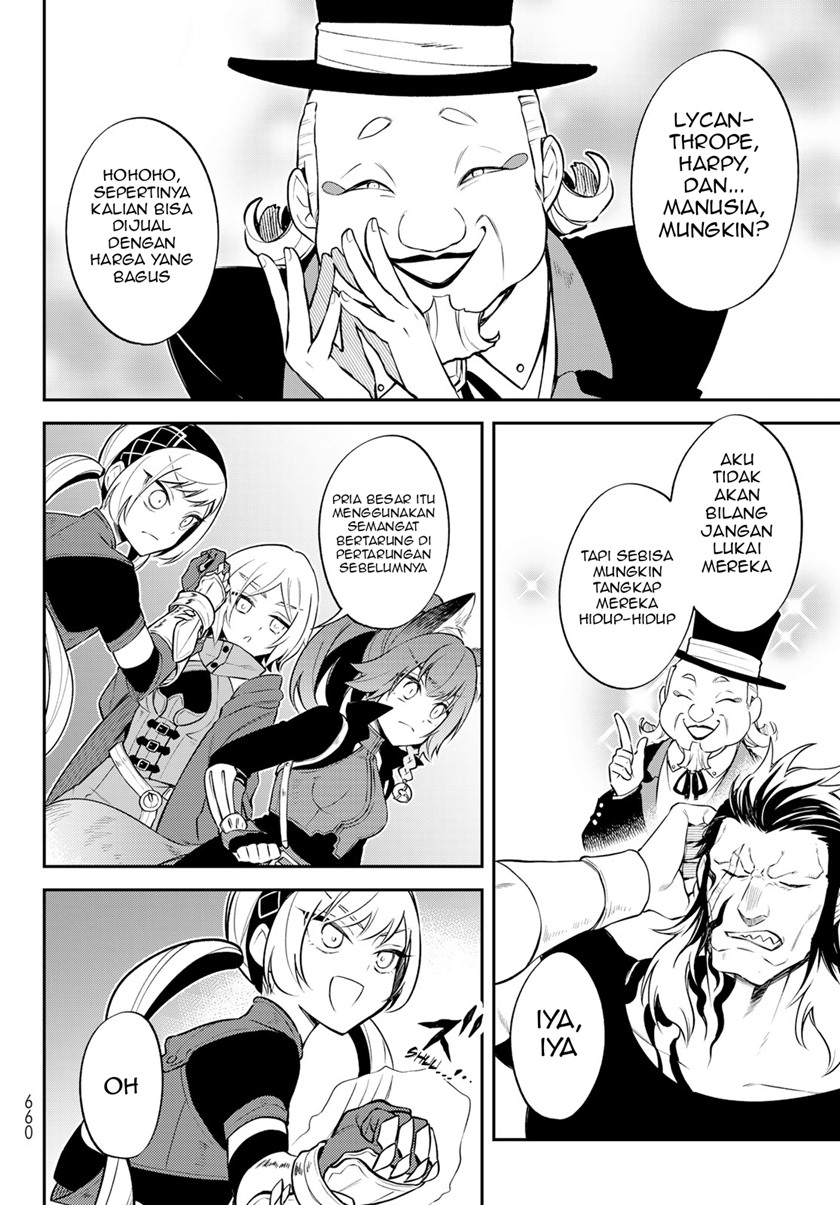 LYCAN-
THROPE,
HARPY,
DAN...
MANUSIA,
MUNGKIN?
HOHOHO,
SEPERTINYA
KALIAN BISA
DIJUAL
DENGAN
HARGA YANG
BAGUS
AKU
TIDAK
AKAN
BILANG
JANGAN
LUKAI
MEREKA
TAPI SEBISA
MUNGKIN
TANGKAP
MEREKA
HIDUP-HIDUP
IYA,
IYA
PRIA BESAR ITU
MENGGUNAKAN
SEMANGAT
BERTARUNG DI
PERTARUNGAN
SEBELUMNYA
OH
ズ
SHUU.....
660